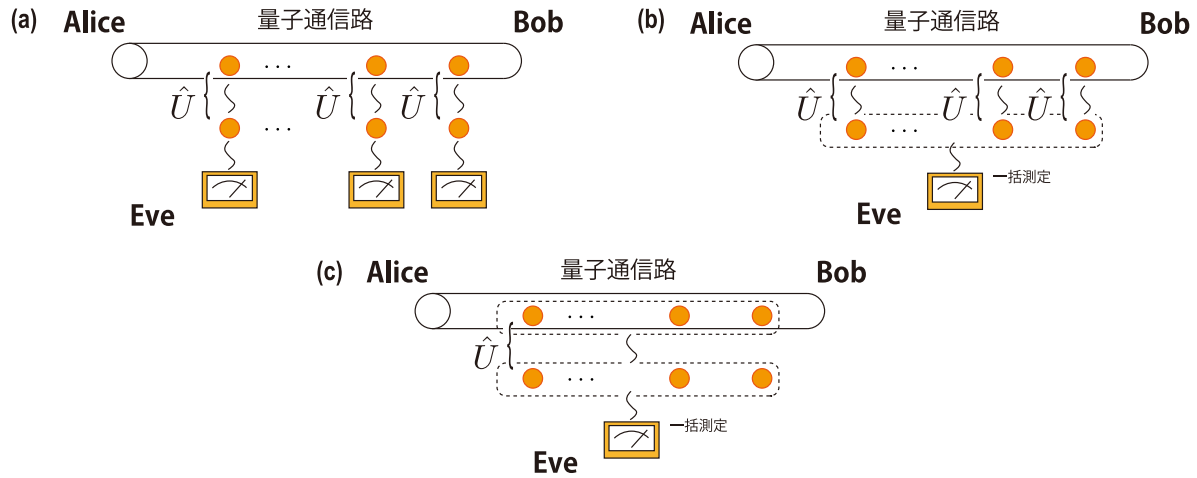 (a) Alice 量子通信路 Bob
Û ... Û Û
...
Eve
(b) Alice 量子通信路 Bob
Û ... Û Û
...
一括測定
Eve
(c) Alice 量子通信路 Bob
...
Û
...
一括測定
Eve